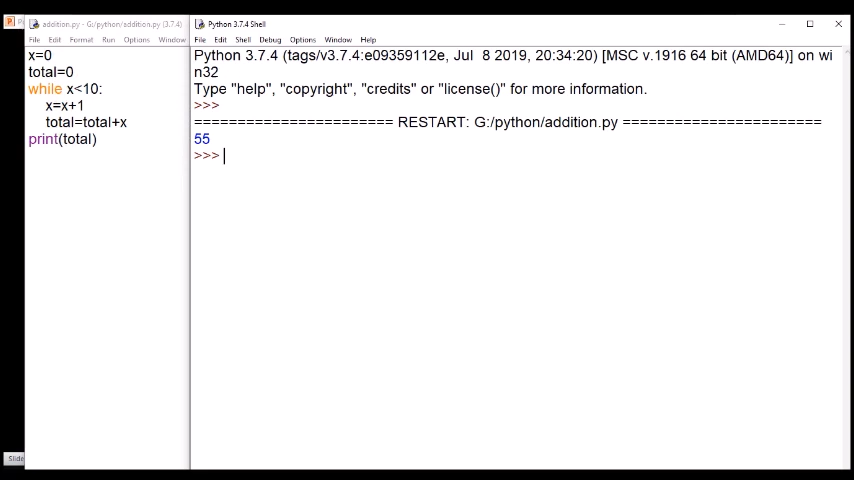 addition.py - G:/python/addition.py (3.7.4)
File Edit Format Run Options Window
x=0
total=0
while x<10:
    x=x+1
    total=total+x
print(total)
Python 3.7.4 Shell
File Edit Shell Debug Options Window Help
Python 3.7.4 (tags/v3.7.4:e09359112e, Jul  8 2019, 20:34:20) [MSC v.1916 64 bit (AMD64)] on wi
n32
Type "help", "copyright", "credits" or "license()" for more information.
>>>
======================= RESTART: G:/python/addition.py =======================
55
>>>
Slide